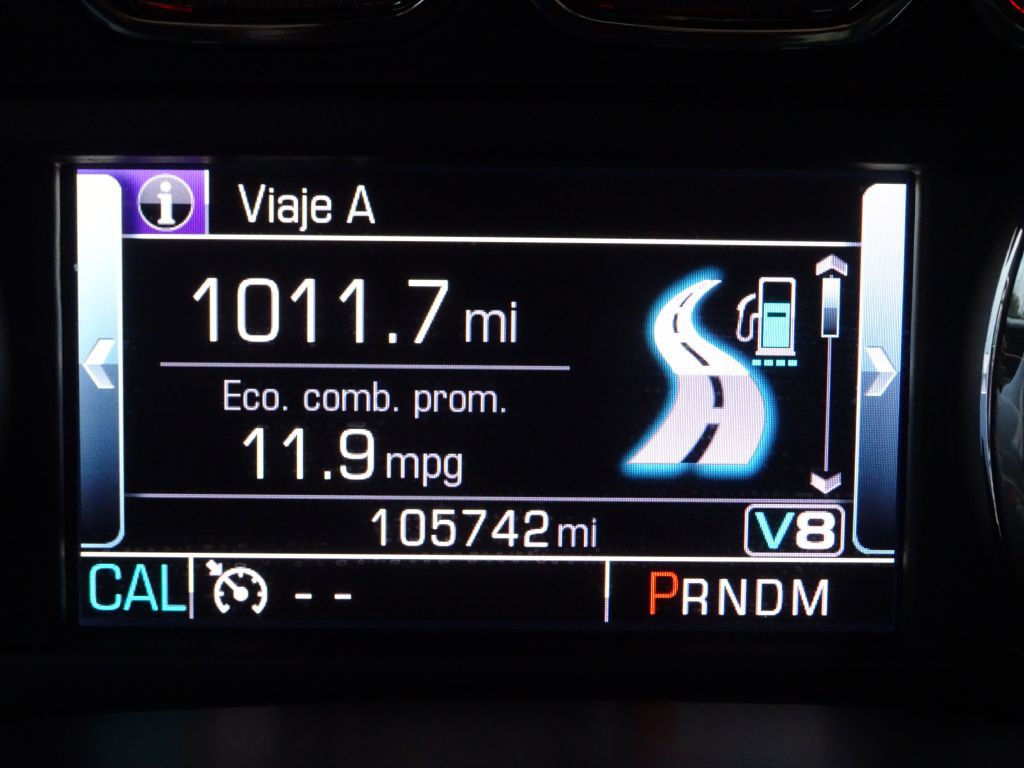 i Viaje A
1011.7 mi
Eco. comb. prom.
11.9 mpg
105742 mi V8
CAL -- PRNDM